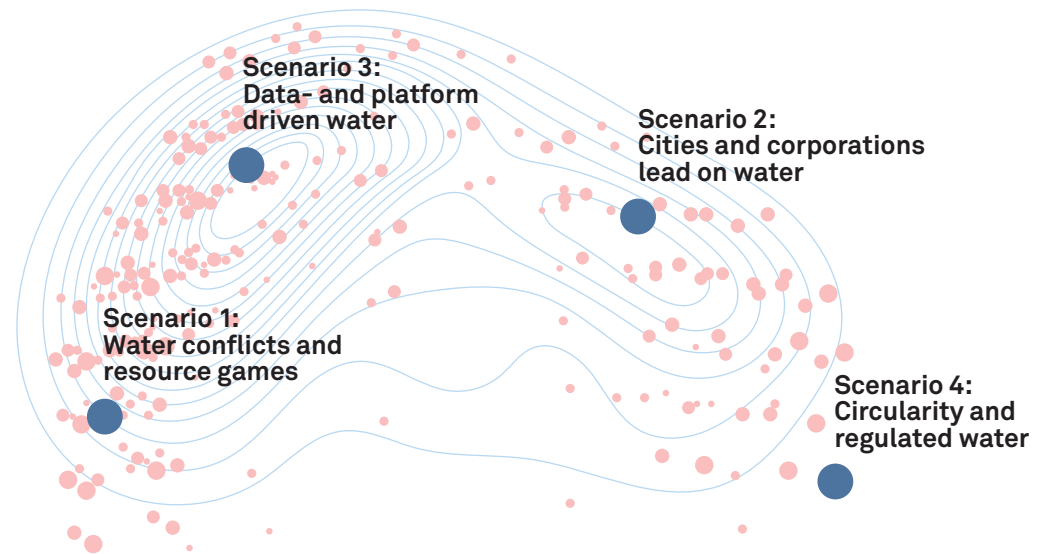 Scenario 3:
Data- and platform
driven water
Scenario 2:
Cities and corporations
lead on water
Scenario 1:
Water conflicts and
resource games
Scenario 4:
Circularity and
regulated water